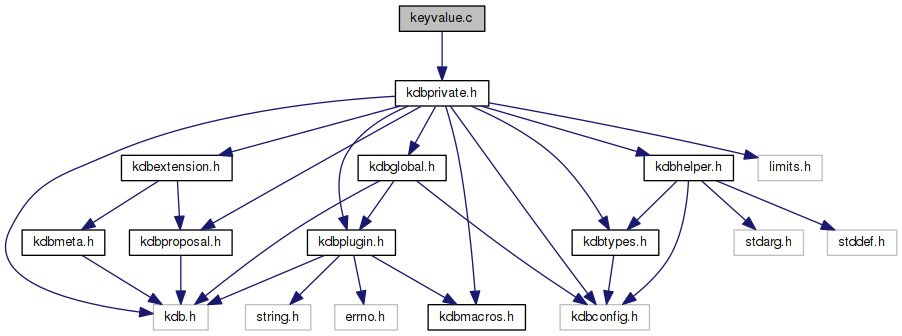 keyvalue.c
kdbprivate.h
kdbextension.h
kdbglobal.h
kdbhelper.h
limits.h
kdbmeta.h
kdbproposal.h
kdbplugin.h
kdbtypes.h
stdarg.h
stddef.h
kdb.h
string.h
errno.h
kdbmacros.h
kdbconfig.h